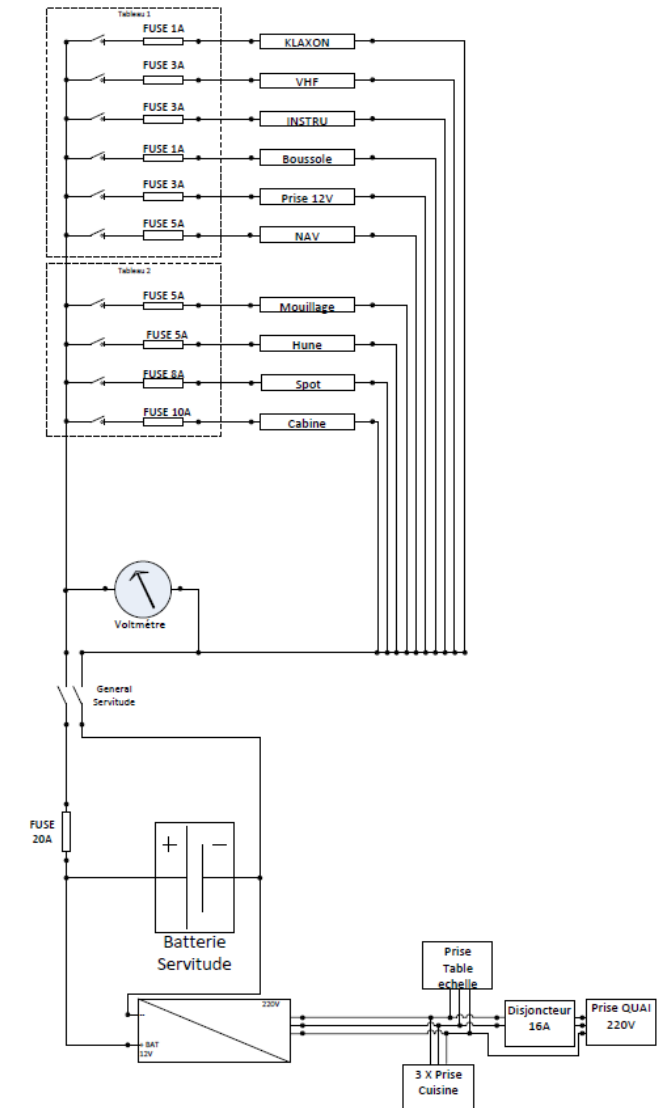 Tableau 1
FUSE 1A
KLAXON
FUSE 3A
VHF
FUSE 3A
INSTRU
FUSE 1A
Boussole
FUSE 3A
Prise 12V
FUSE 5A
NAV
Tableau 2
FUSE 5A
Mouillage
FUSE 5A
Hune
FUSE 8A
Spot
FUSE 10A
Cabine
Voltmétre
General
Servitude
FUSE
20A
+
−
Batterie
Servitude
220V
-
+ BAT
12V
Prise
Table
echelle
Disjoncteur
16A
Prise QUAI
220V
3 X Prise
Cuisine